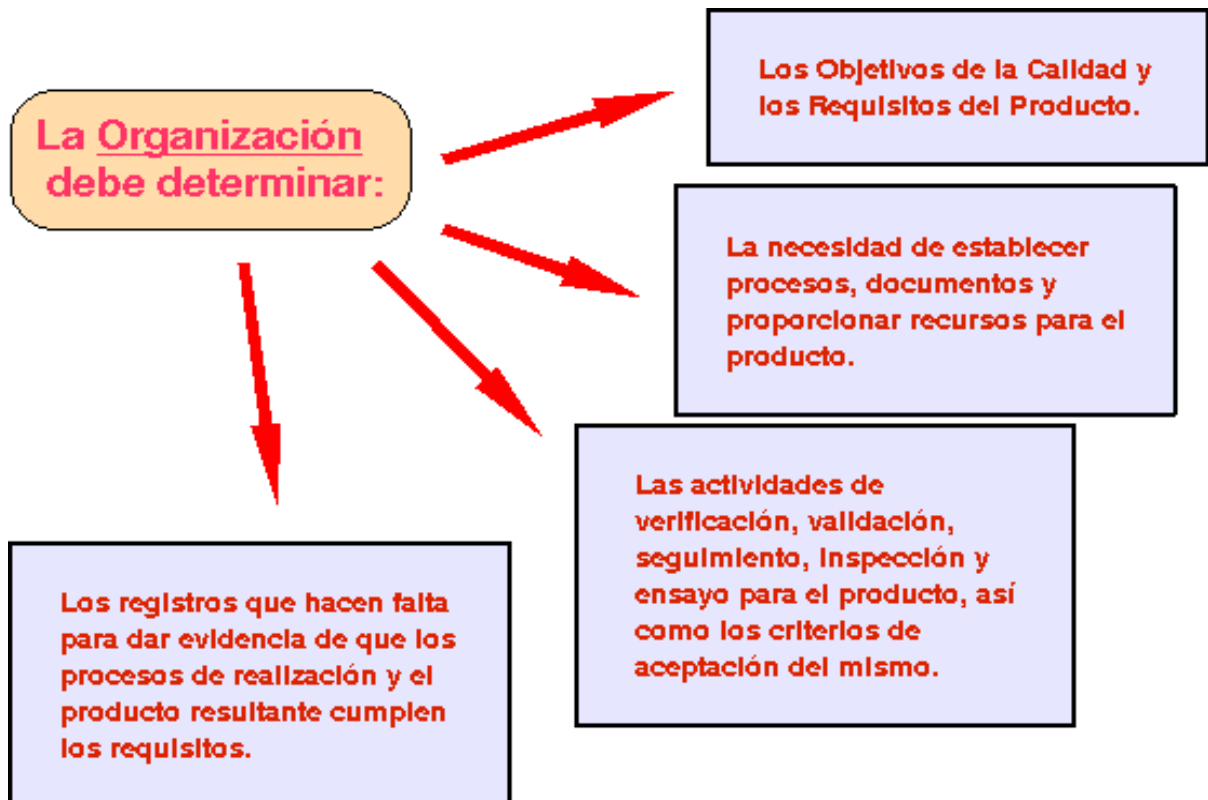 La Organización
debe determinar:
Los Objetivos de la Calidad y
los Requisitos del Producto.
La necesidad de establecer
procesos, documentos y
proporcionar recursos para el
producto.
Las actividades de
verificación, validación,
seguimiento, inspección y
ensayo para el producto, así
como los criterios de
aceptación del mismo.
Los registros que hacen falta
para dar evidencia de que los
procesos de realización y el
producto resultante cumplen
los requisitos.